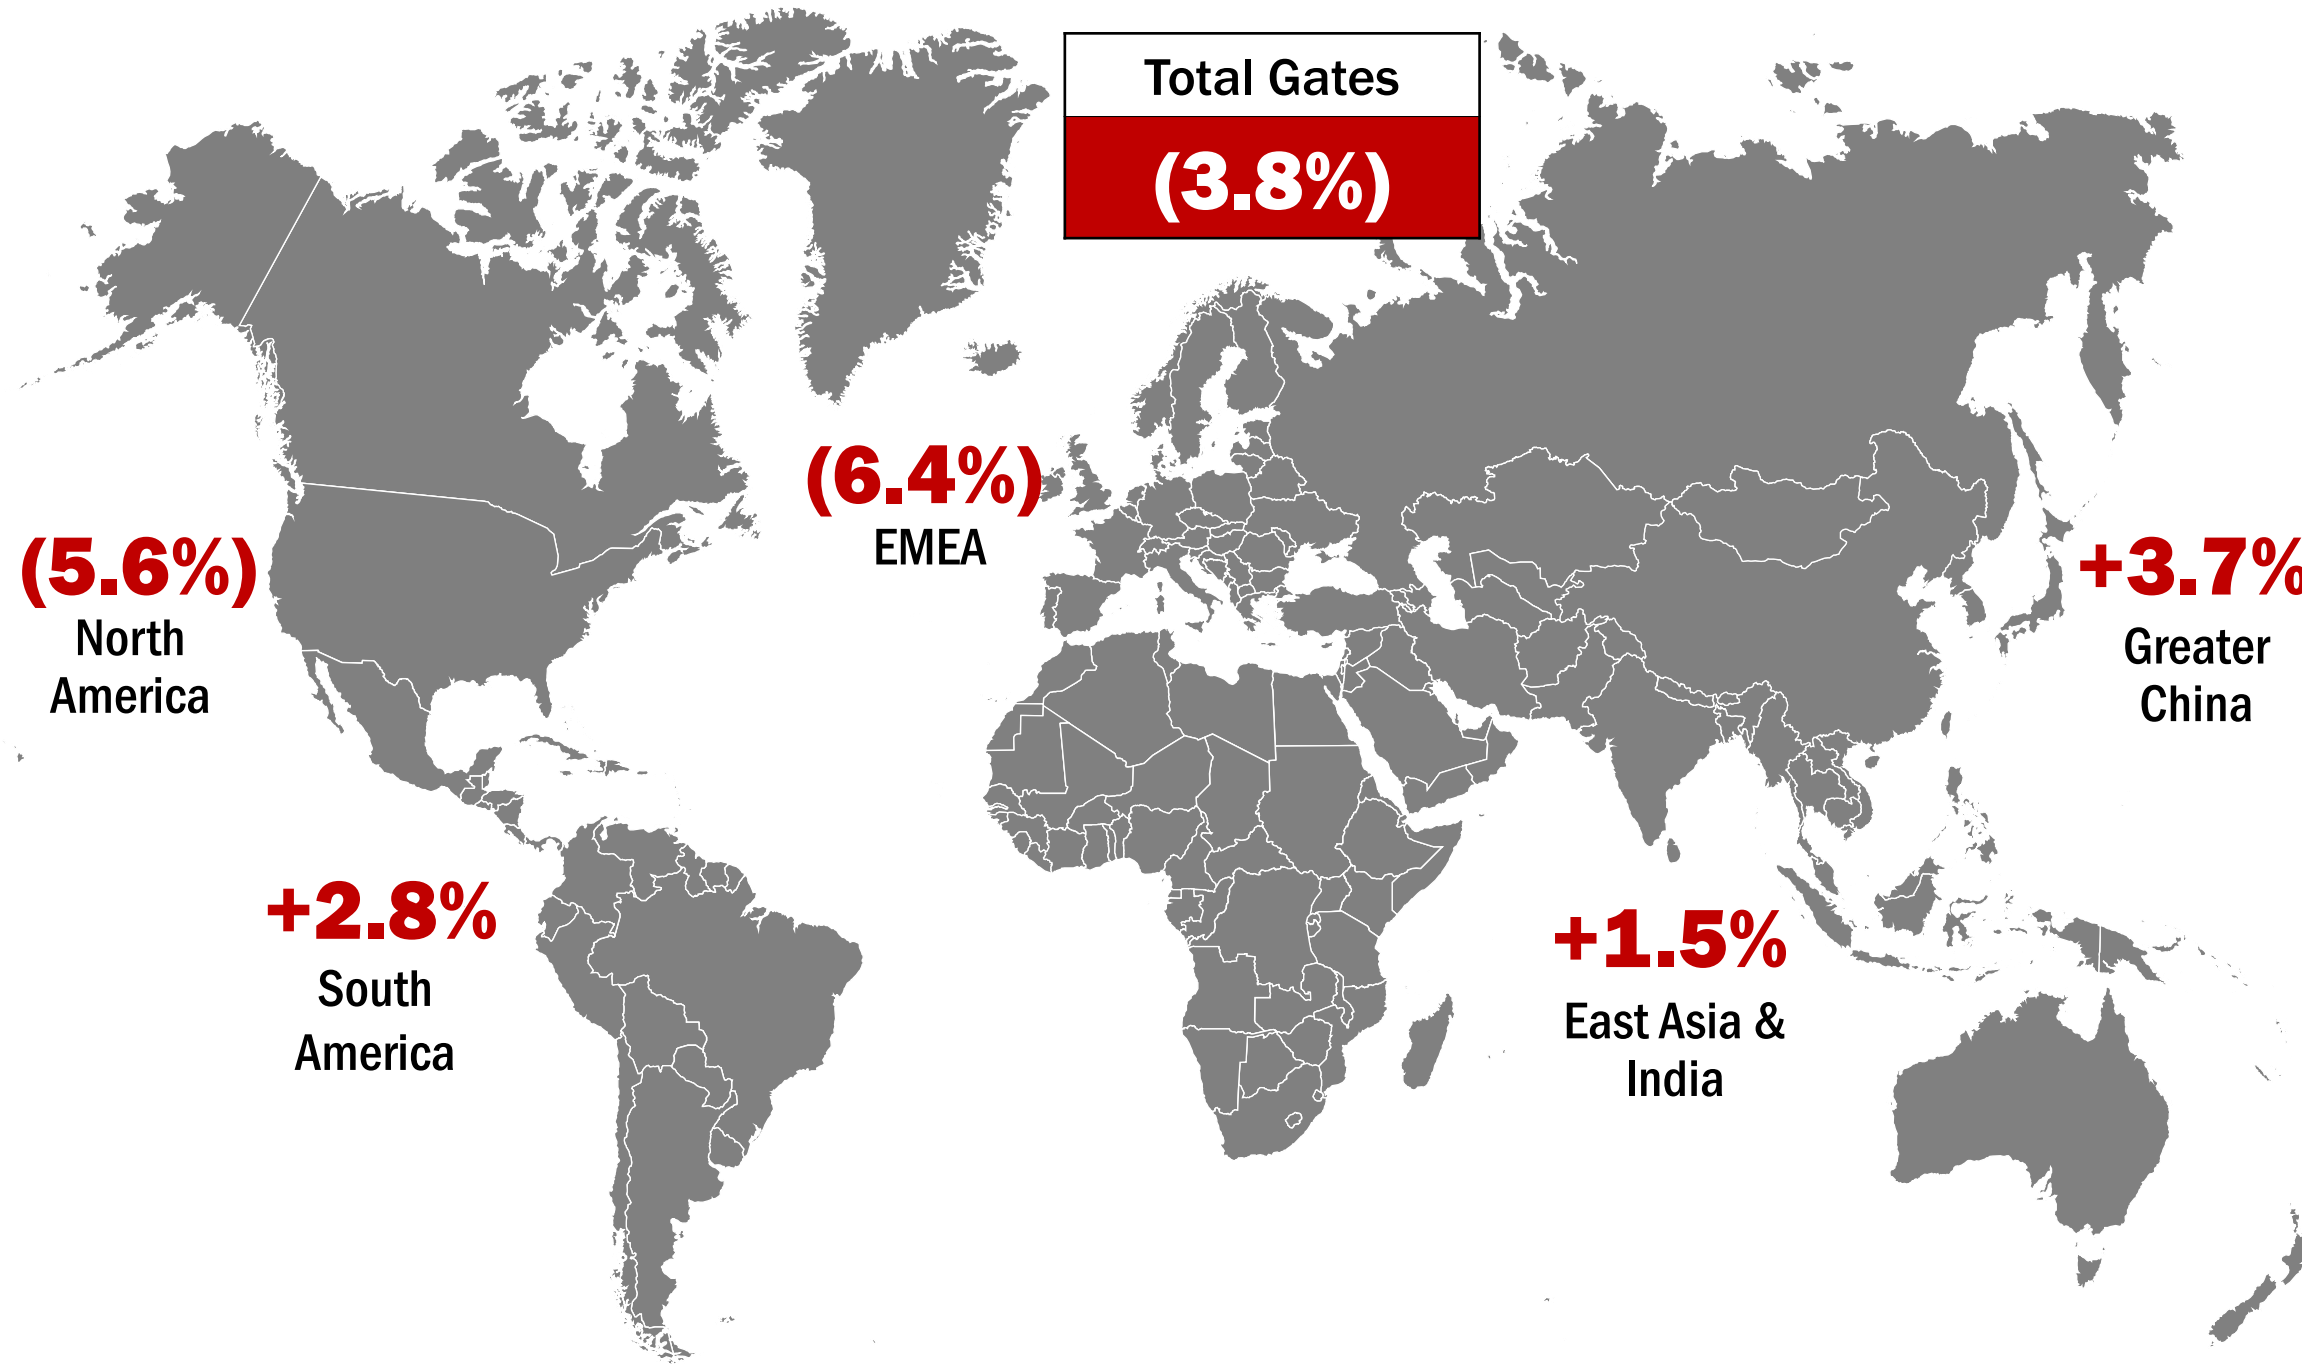 Total Gates
(3.8%)
(6.4%)
EMEA
(5.6%)
North
America
+3.7%
Greater
China
+2.8%
South
America
+1.5%
East Asia &
India